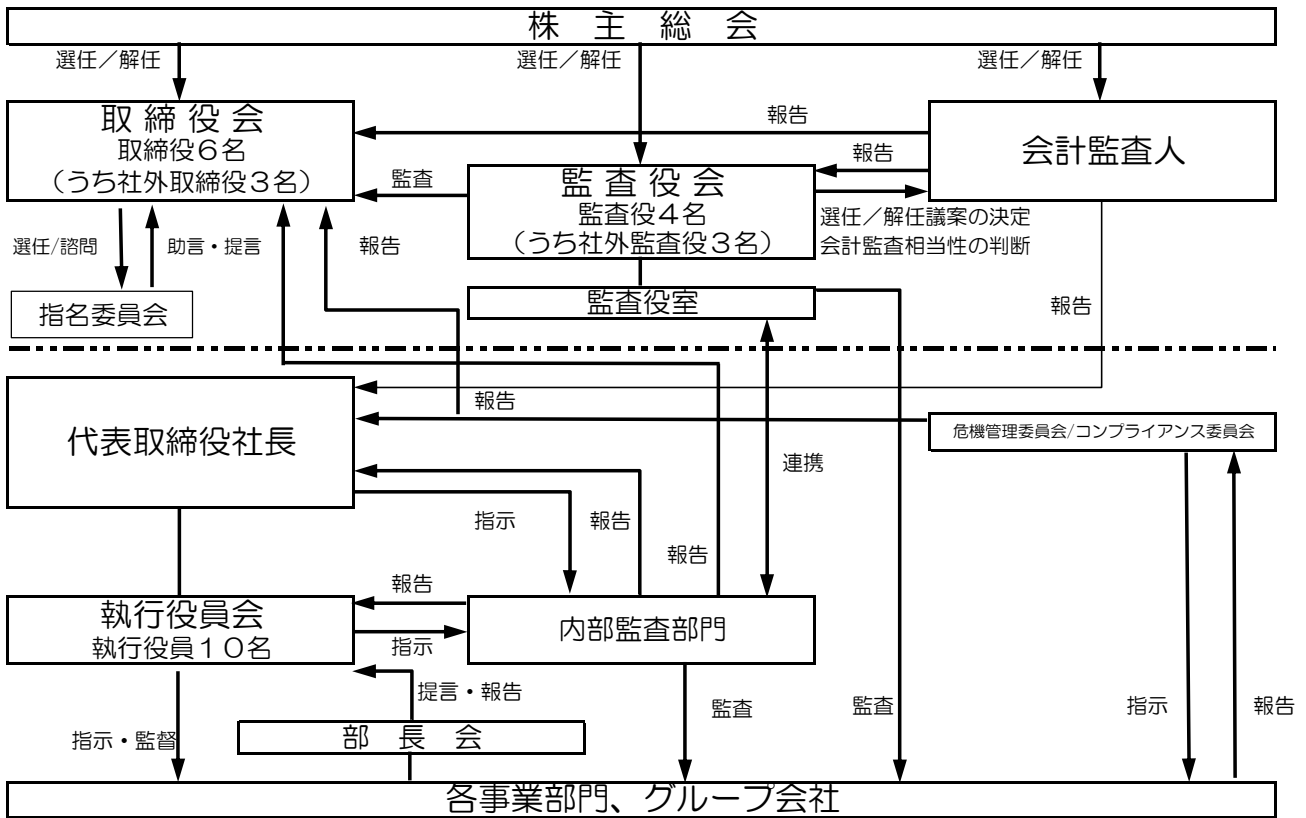 株 主 総 会
選任／解任
選任／解任
選任／解任
取 締 役 会
取締役６名
（うち社外取締役３名）
報告
会計監査人
報告
監査
監 査 役 会
監査役４名
（うち社外監査役３名）
選任／解任議案の決定
会計監査相当性の判断
選任/諮問
助言・提言
報告
指名委員会
監査役室
報告
代表取締役社長
報告
危機管理委員会/コンプライアンス委員会
連携
指示
報告
報告
報告
執行役員会
執行役員１０名
指示
内部監査部門
提言・報告
監査
監査
指示
報告
指示・監督
部 長 会
各事業部門、グループ会社